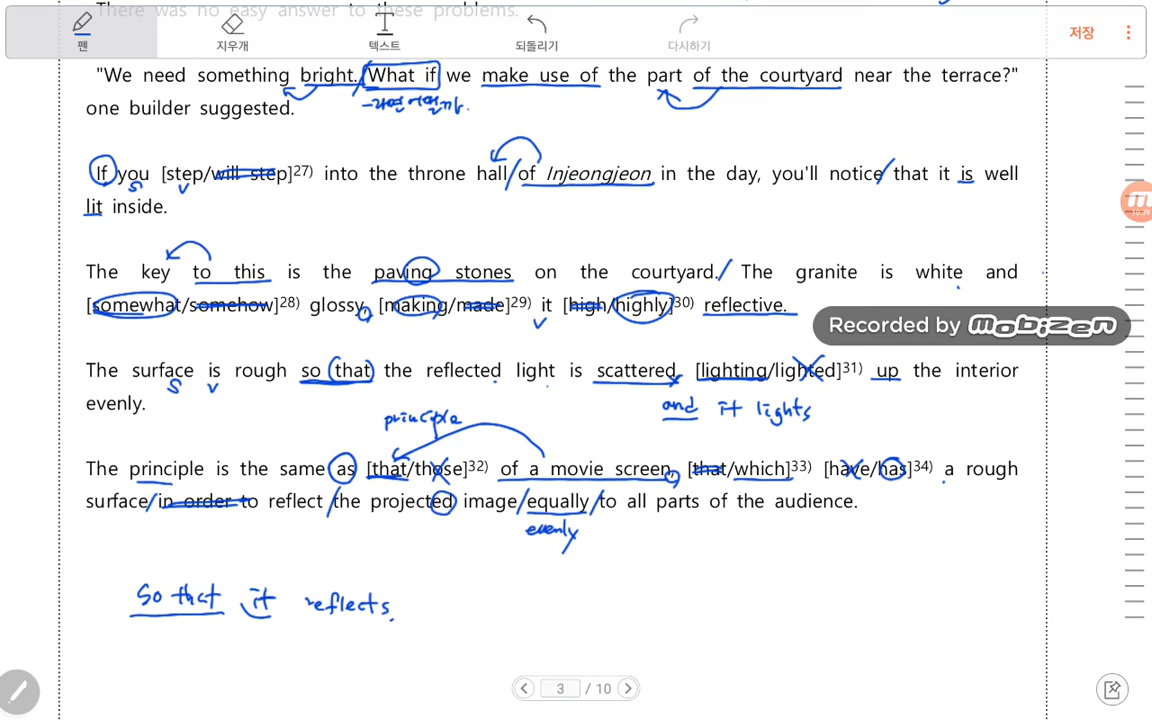 There was no easy answer to these problems.
펜
지우개
텍스트
되돌리기
다시하기
저장
"We need something bright. What if we make use of the part of the courtyard near the terrace?"
-라면 어떨까.
one builder suggested.
If you [step/will step]27) into the throne hall of Injeongjeon in the day, you'll notice that it is well
S
v
lit inside.
The key to this is the paving stones on the courtyard. The granite is white and
[somewhat/somehow]28) glossy, [making/made]29) it [high/highly]30) reflective.
v
Recorded by mobizen
The surface is rough so that the reflected light is scattered, [lighting/lighted]31) up the interior
S v
evenly.
and it lights
principle
The principle is the same as [that/those]32) of a movie screen, [that/which]33) [have/has]34) a rough
surface in order to reflect the projected image equally to all parts of the audience.
evenly
So that it reflects.
3 / 10